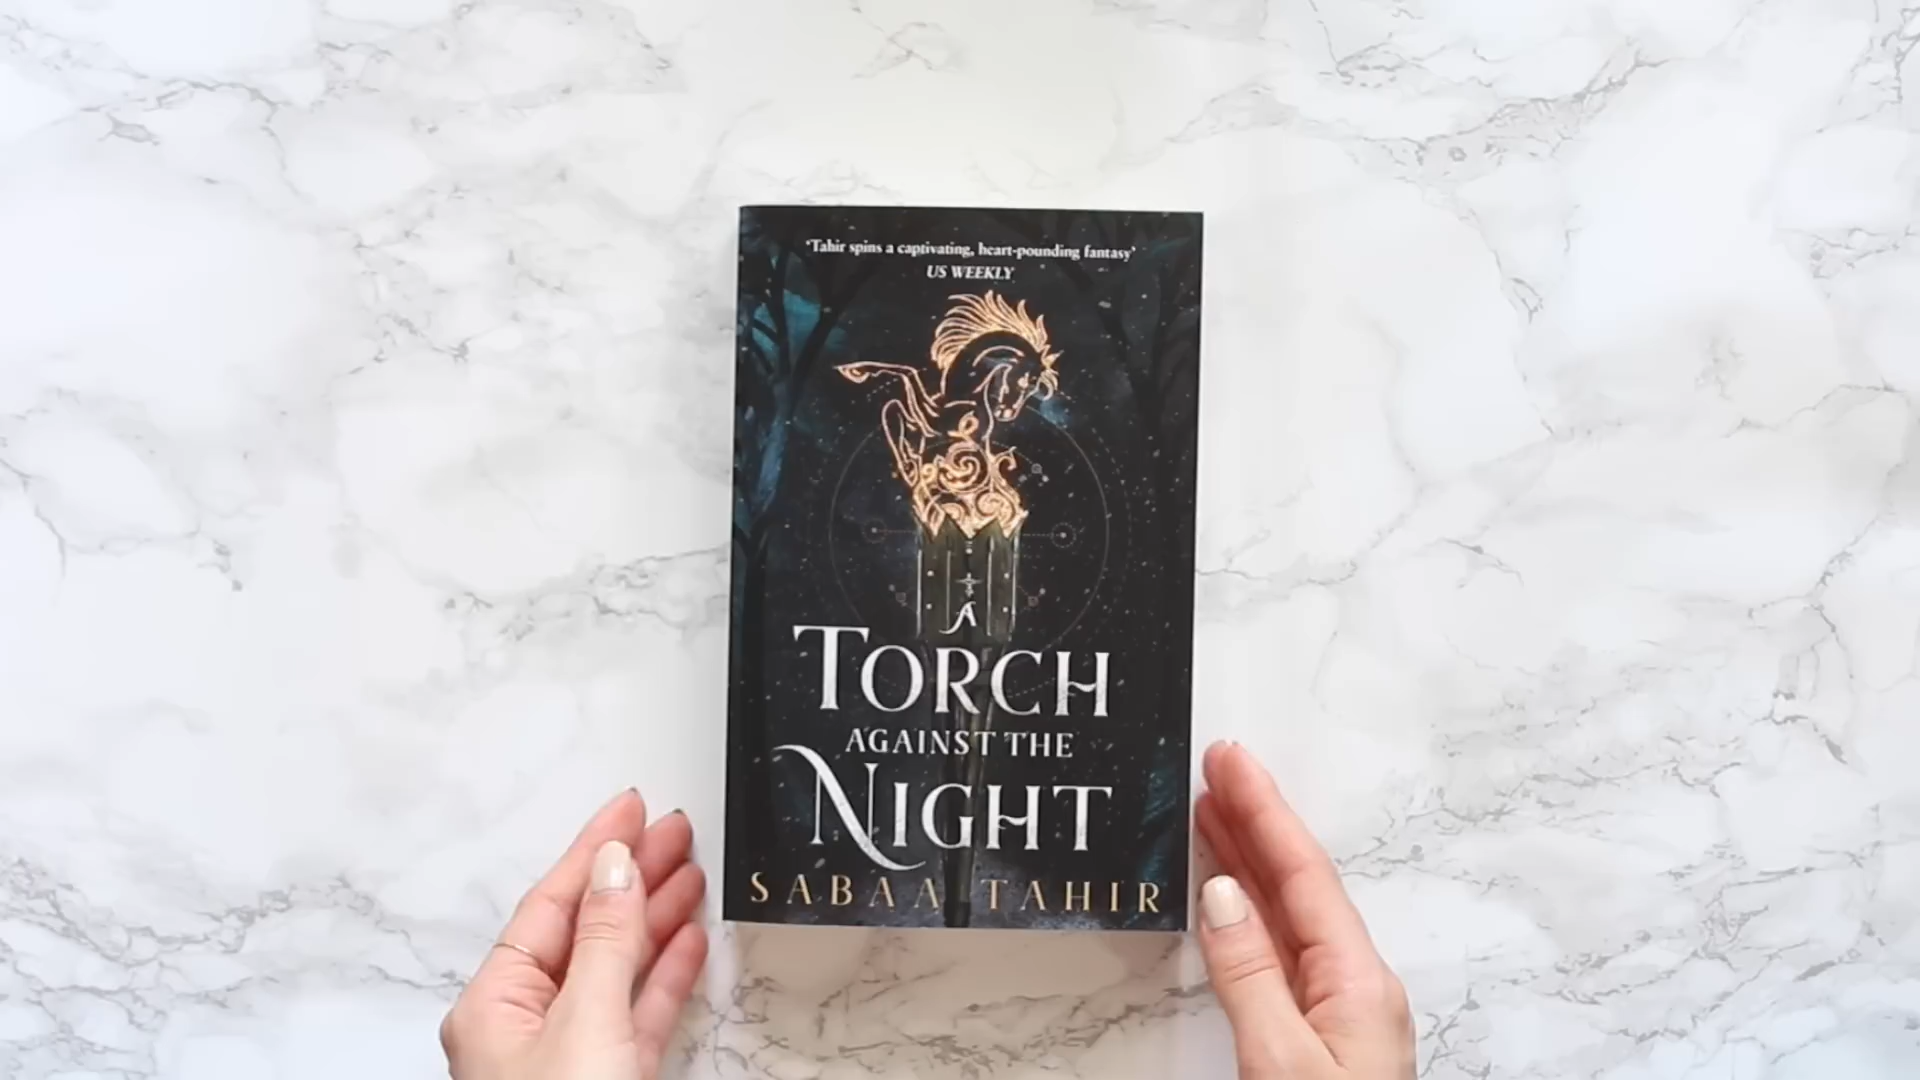 ‘Tahir spins a captivating, heart-pounding fantasy’
US WEEKLY
A
TORCH
AGAINST THE
NIGHT
SABAA TAHIR